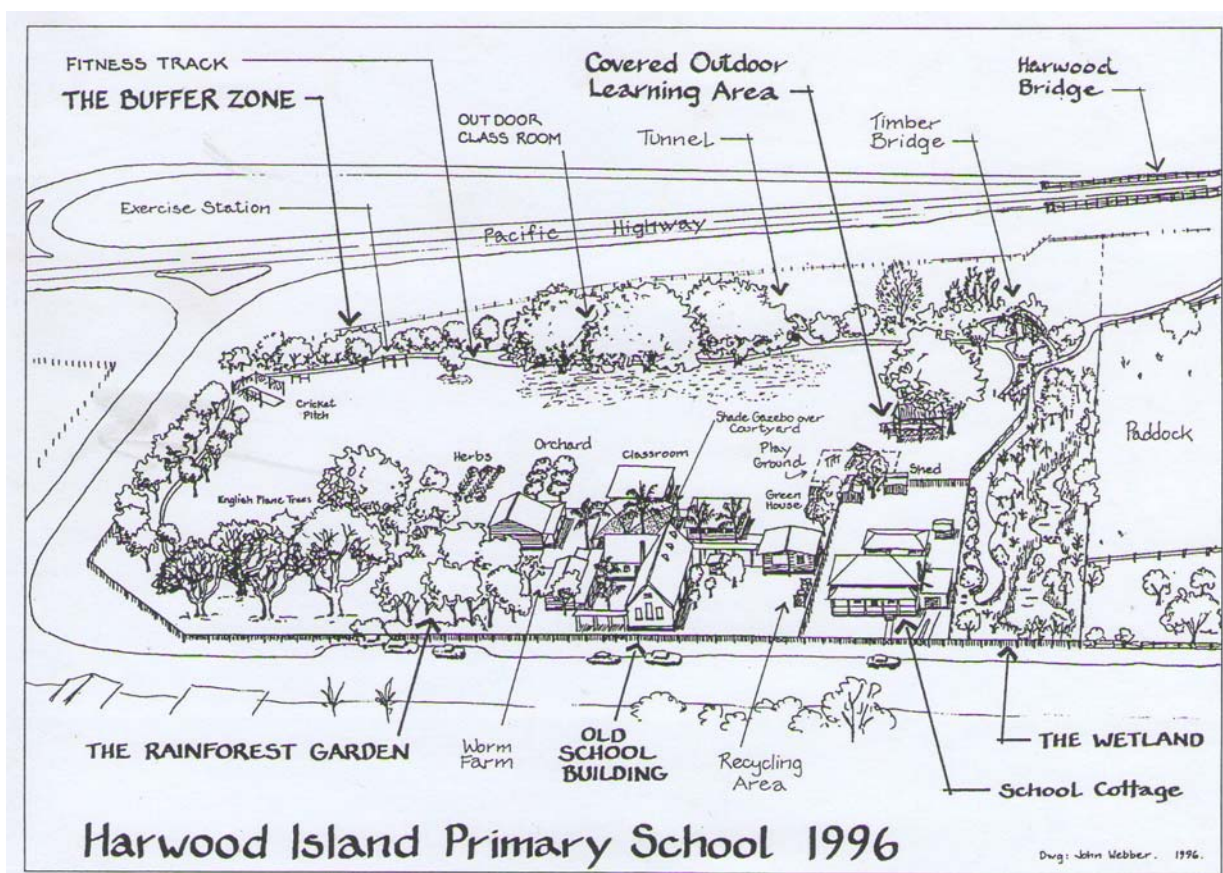 FITNESS TRACK
THE BUFFER ZONE
OUTDOOR
CLASS ROOM
Tunnel
Covered Outdoor
Learning Area
Timber
Bridge
Harwood
Bridge
Exercise Station
Pacific Highway
Cricket
Pitch
Herbs
Orchard
Classroom
Shade Gazebo over
Courtyard
Play
Ground
Shed
Green
House
Paddock
English Plane Trees
THE RAINFOREST GARDEN
Worm
Farm
OLD
SCHOOL
BUILDING
Recycling
Area
THE WETLAND
School Cottage
Harwood Island Primary School 1996
Dwg: John Webber. 1996.